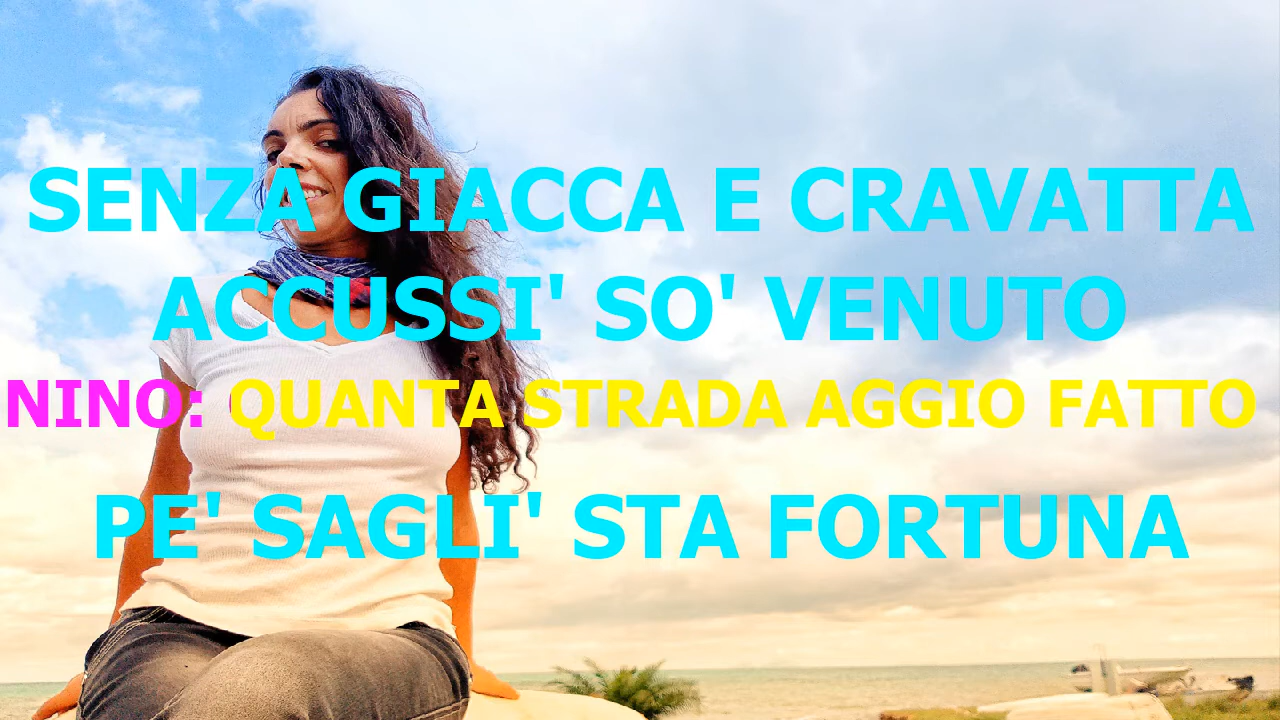 SENZA GIACCA E CRAVATTA
ACCUSSI' SO' VENUTO
NINO: QUANTA STRADA AGGIO FATTO
PE' SAGLI' STA FORTUNA